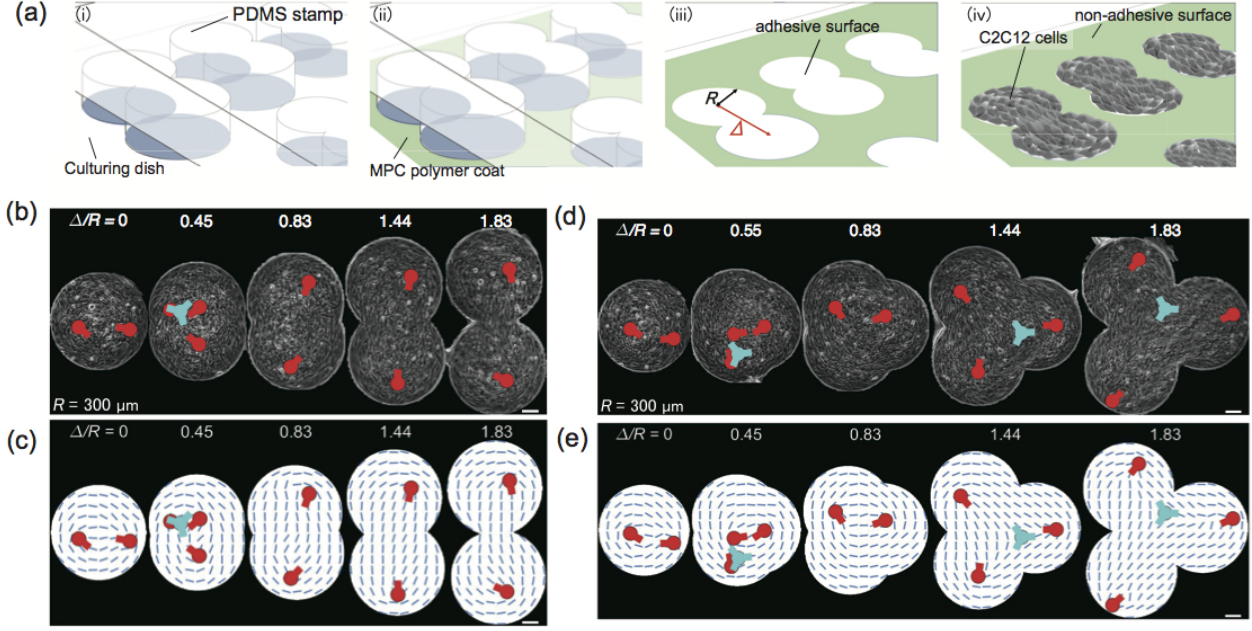 (a)
(i)
PDMS stamp
Culturing dish
(ii)
MPC polymer coat
(iii)
adhesive surface
R
Δ
(iv)
non-adhesive surface
C2C12 cells
(b)
Δ/R = 0 0.45 0.83 1.44 1.83
R = 300 μm
(c)
Δ/R = 0 0.45 0.83 1.44 1.83
(d)
Δ/R = 0 0.55 0.83 1.44 1.83
R = 300 μm
(e)
Δ/R = 0 0.45 0.83 1.44 1.83